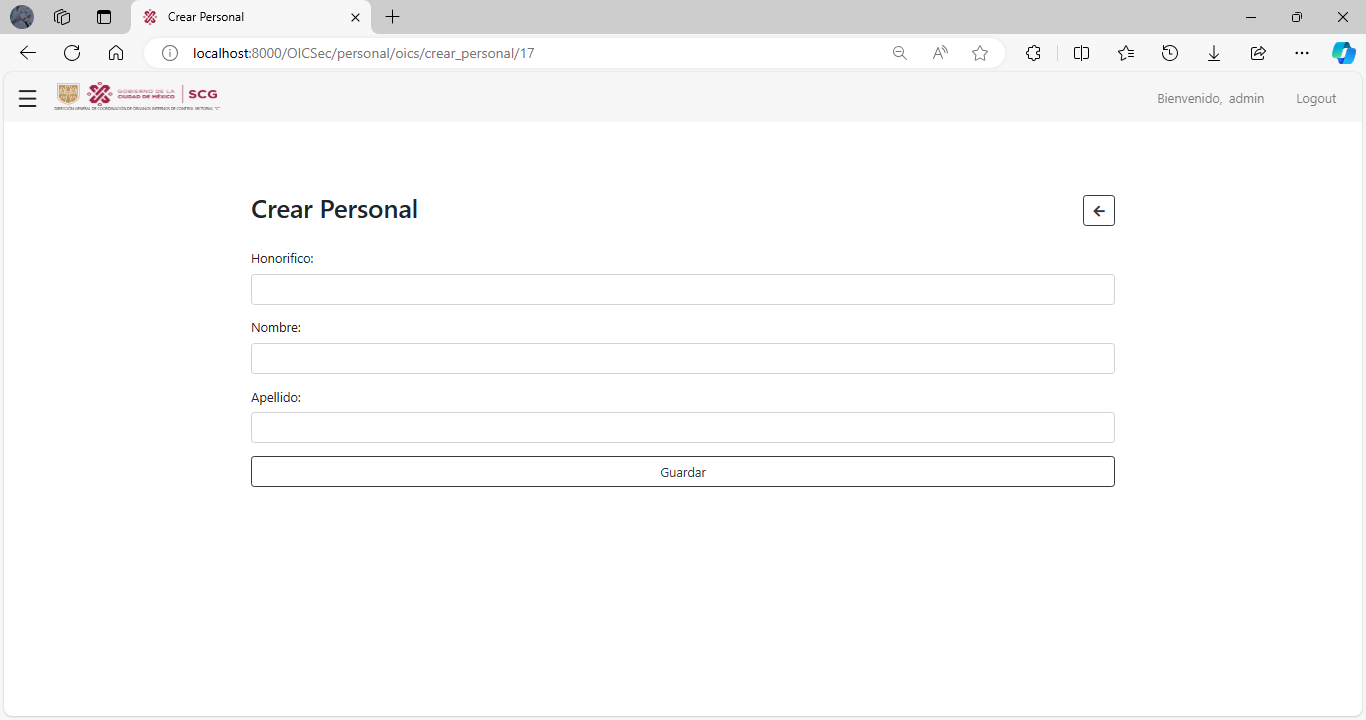 Crear Personal
localhost:8000/OICSec/personal/oics/crear_personal/17
GOBIERNO DE LA
CIUDAD DE MÉXICO
SCG
DIRECCIÓN GENERAL DE COORDINACIÓN DE ÓRGANOS INTERNOS DE CONTROL SECTORIAL "C"
Bienvenido, admin
Logout
Crear Personal
Honorifico:
Nombre:
Apellido:
Guardar